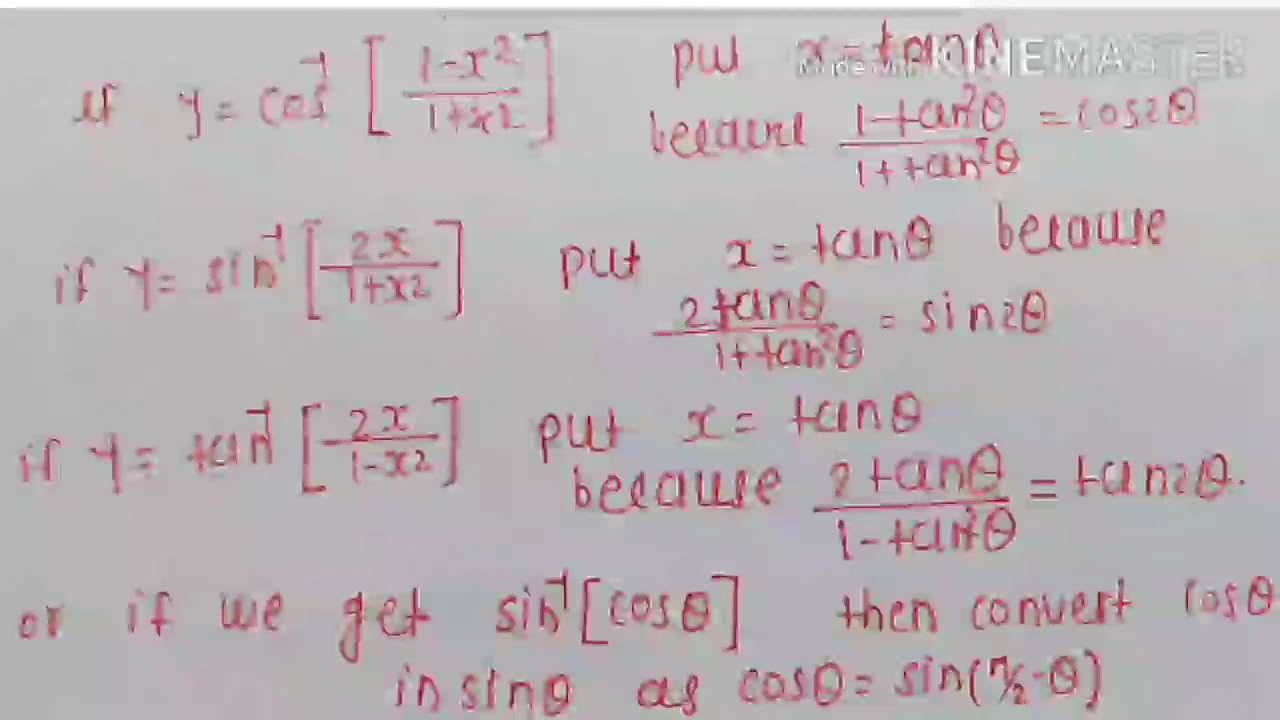 if y = cos⁻¹ [ (1-x2)/(1+x2) ] put x = tanθ
because (1-tan²θ)/(1+tan²θ) = cos2θ
if y = sin⁻¹ [ 2x/(1+x2) ] put x = tanθ because
2tanθ/(1+tan²θ) = sin2θ
if y = tan⁻¹ [ 2x/(1-x2) ] put x = tanθ
because 2tanθ/(1-tan²θ) = tan2θ.
or if we get sin⁻¹[cosθ] then convert cosθ
in sinθ as cosθ = sin(π/2-θ)
Made with KINEMASTER